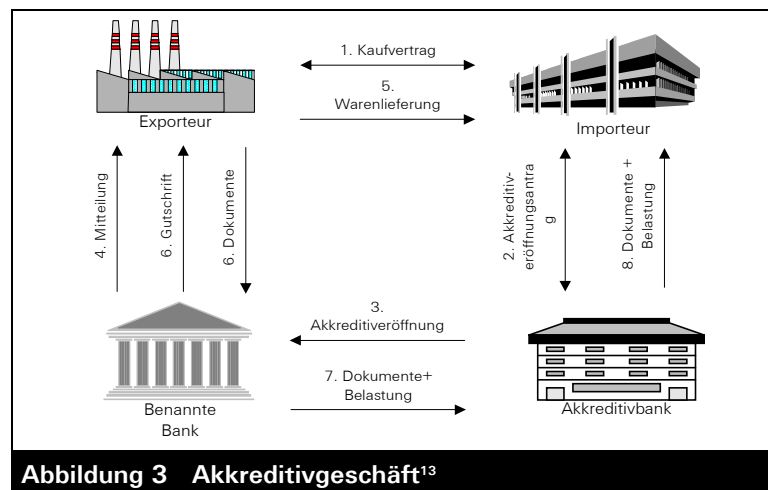 1. Kaufvertrag
5.
Warenlieferung
Exporteur
Importeur
4. Mitteilung
6. Gutschrift
6. Dokumente
2. Akkreditiv-
eröffnungsantra
g
8. Dokumente +
Belastung
3.
Akkreditiveröffnung
7. Dokumente+
Belastung
Benannte
Bank
Akkreditivbank
Abbildung 3 Akkreditivgeschäft¹³